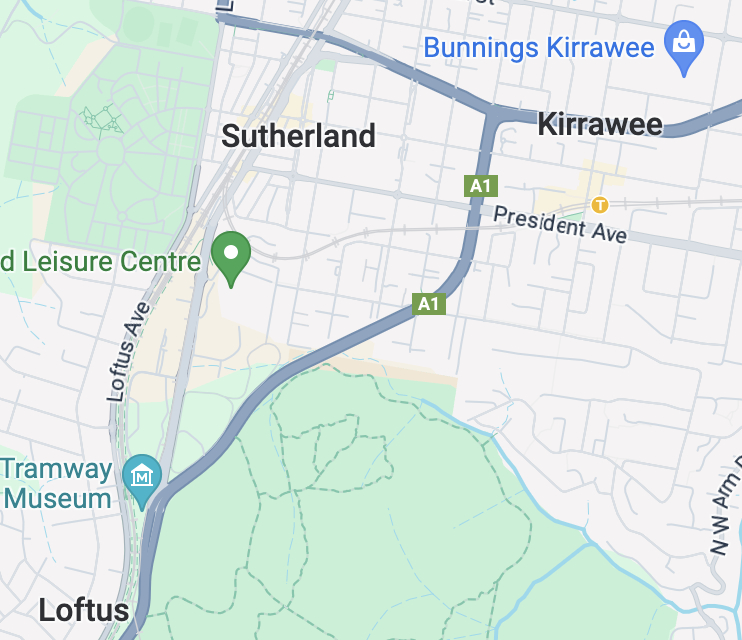 Bunnings Kirrawee
Sutherland
Kirrawee
A1
T
President Ave
d Leisure Centre
A1
Loftus Ave
Tramway
Museum
M
N W Arm
Loftus